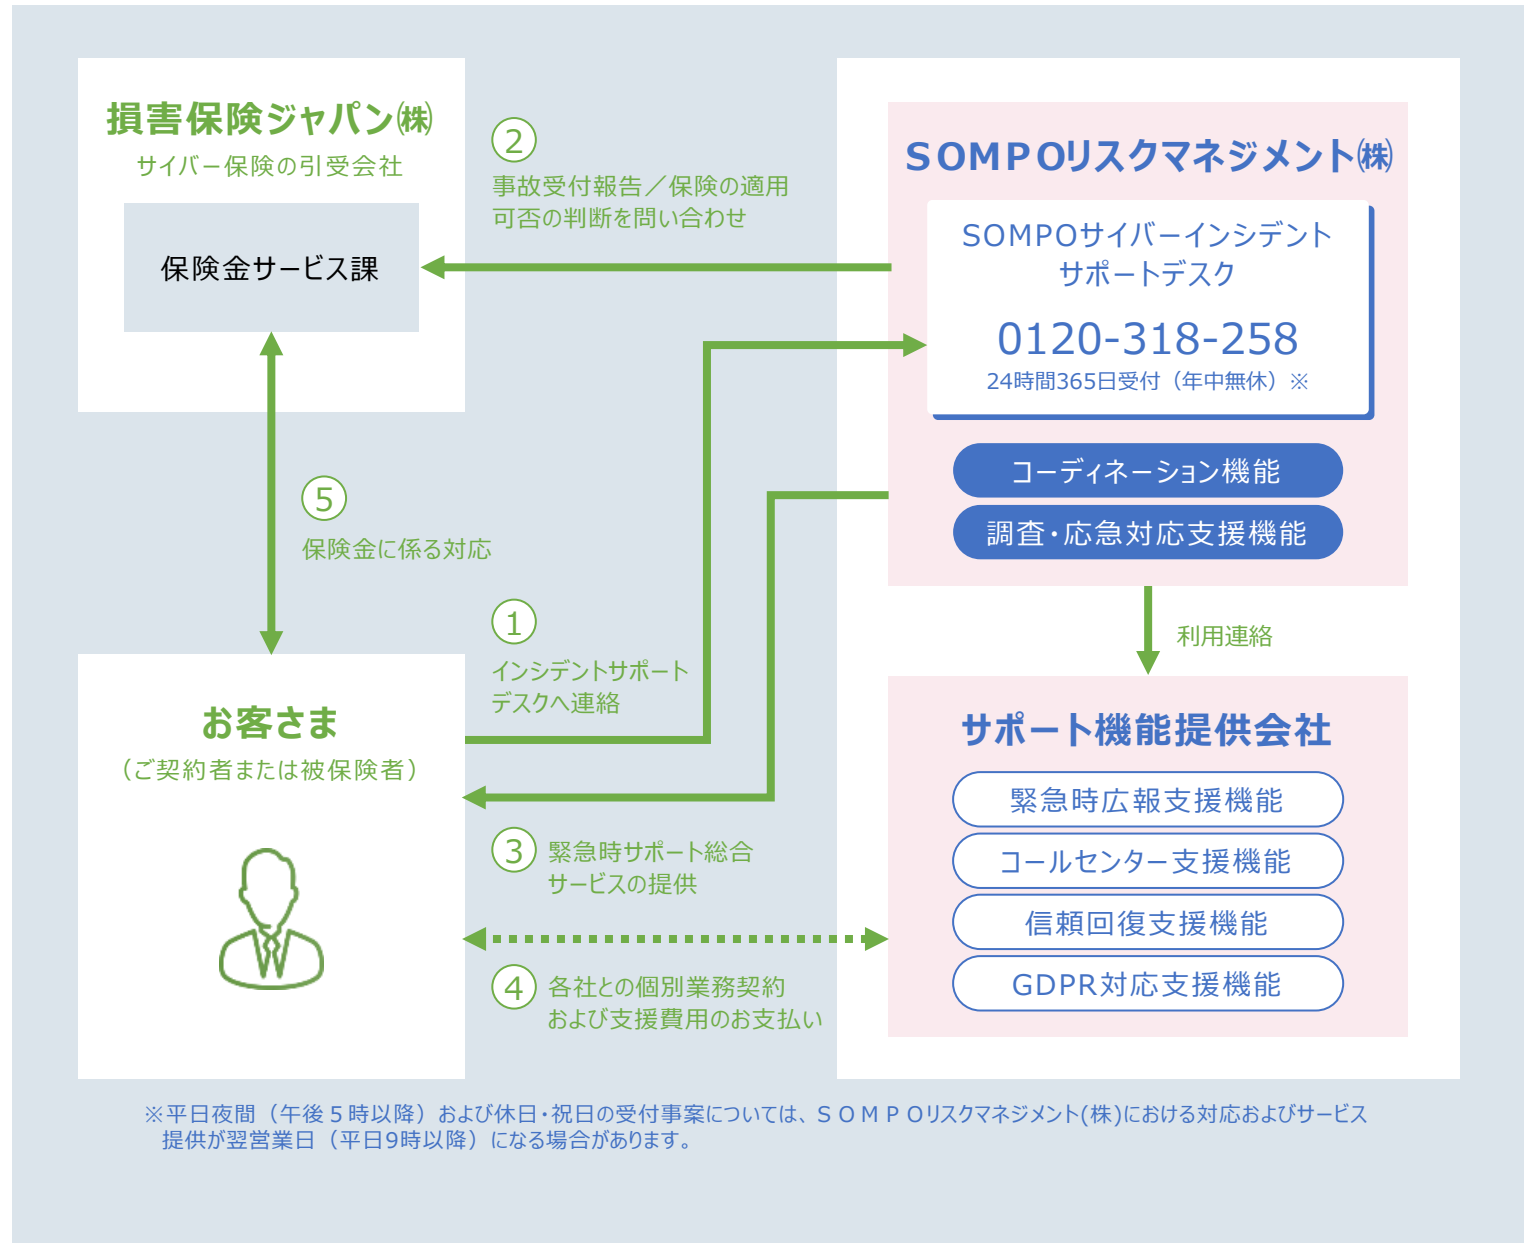 損害保険ジャパン㈱
サイバー保険の引受会社
保険金サービス課
②
事故受付報告／保険の適用
可否の判断を問い合わせ
SOMPOリスクマネジメント㈱
SOMPOサイバーインシデント
サポートデスク
0120-318-258
24時間365日受付（年中無休）※
コーディネーション機能
調査・応急対応支援機能
⑤
保険金に係る対応
①
インシデントサポート
デスクへ連絡
利用連絡
お客さま
（ご契約者または被保険者）
③ 緊急時サポート総合
サービスの提供
④ 各社との個別業務契約
および支援費用のお支払い
サポート機能提供会社
緊急時広報支援機能
コールセンター支援機能
信頼回復支援機能
GDPR対応支援機能
※平日夜間（午後５時以降）および休日・祝日の受付事案については、ＳＯＭＰＯリスクマネジメント(株)における対応およびサービス
提供が翌営業日（平日9時以降）になる場合があります。